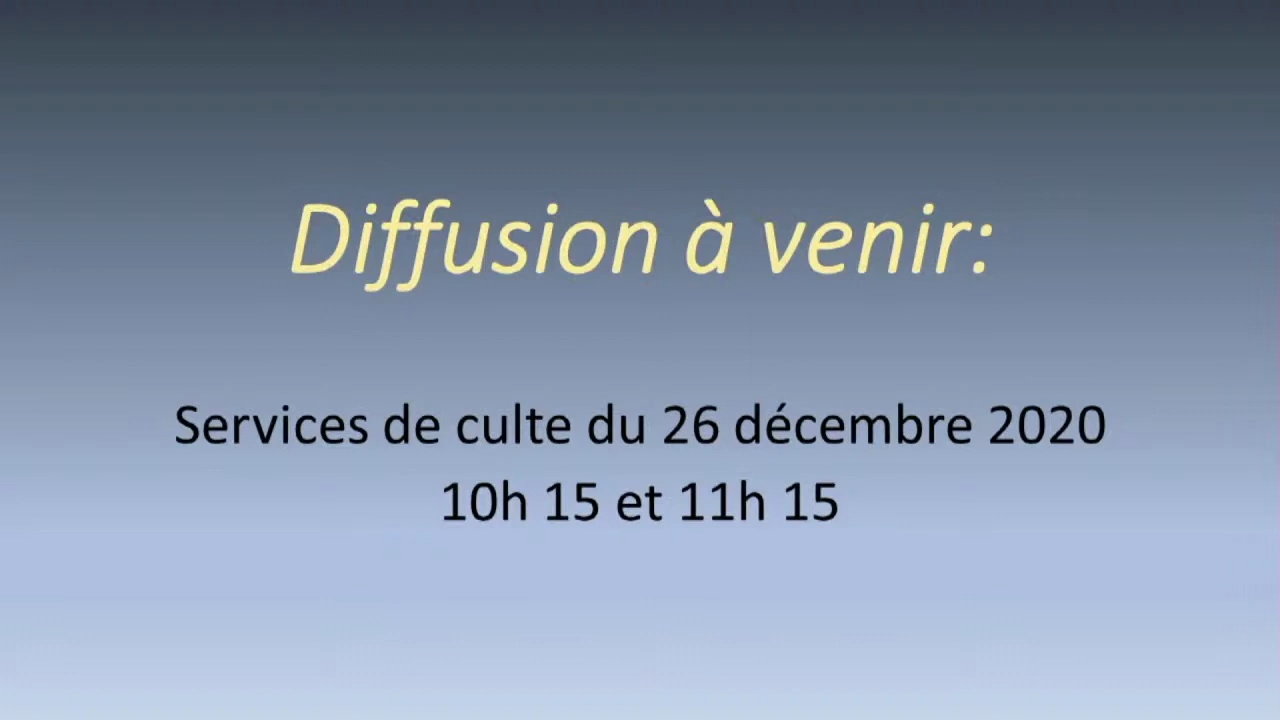 Diffusion à venir:
Services de culte du 26 décembre 2020
10h 15 et 11h 15